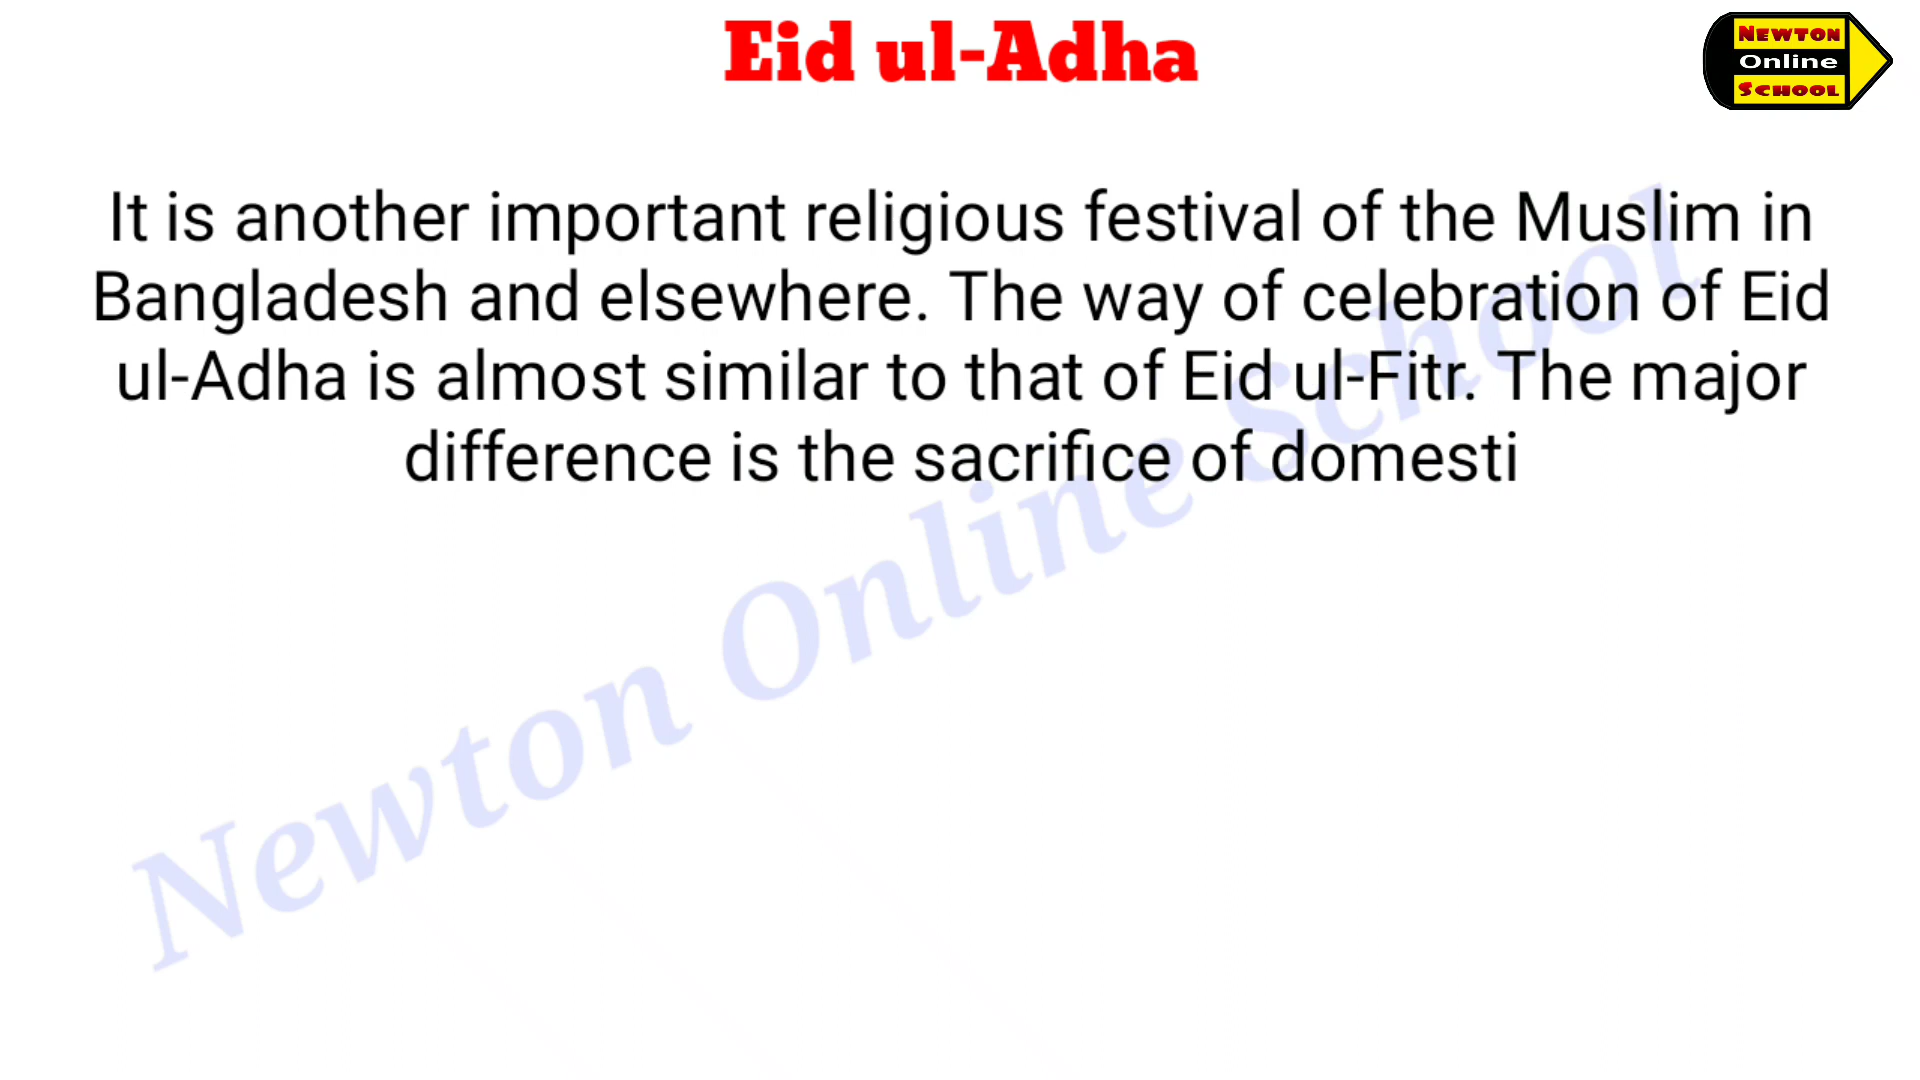 Eid ul-Adha
NEWTON
Online
SCHOOL
It is another important religious festival of the Muslim in
Bangladesh and elsewhere. The way of celebration of Eid
ul-Adha is almost similar to that of Eid ul-Fitr. The major
difference is the sacrifice of domesti
Newton Online School